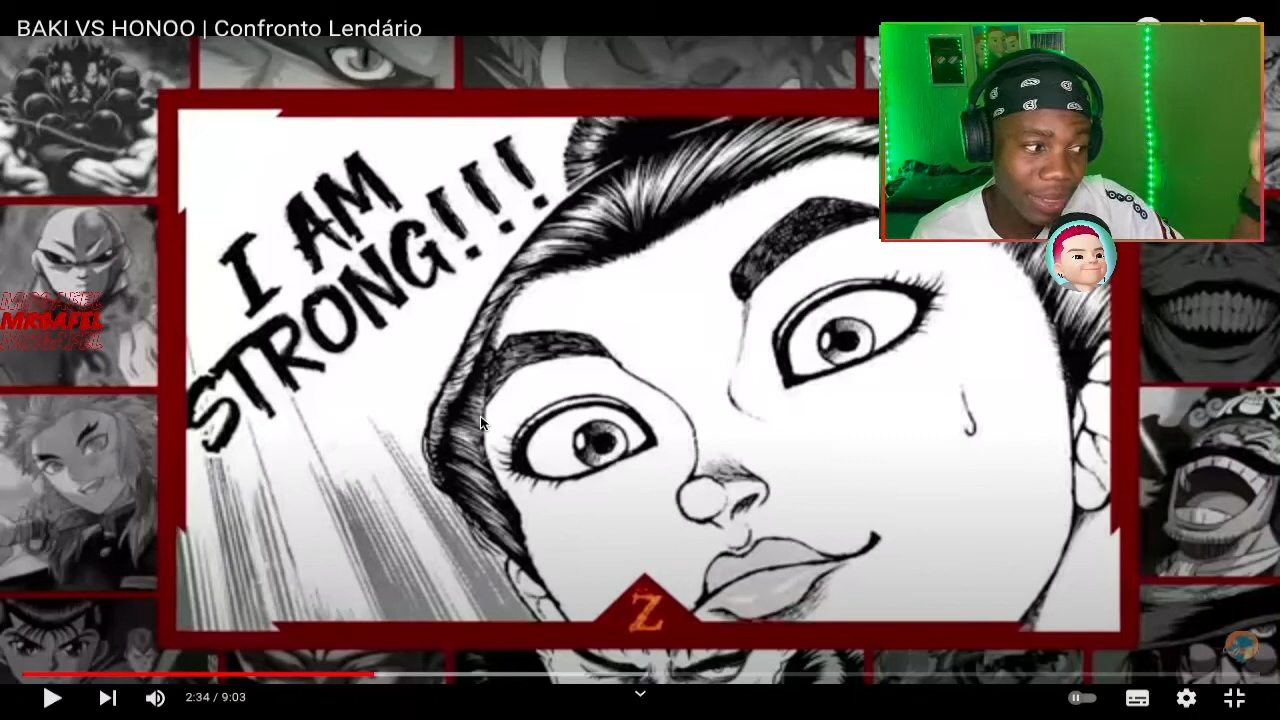 BAKI VS HONOO | Confronto Lendário
I AM
STRONG!!!
MRGAFEL
Z
2:34 / 9:03